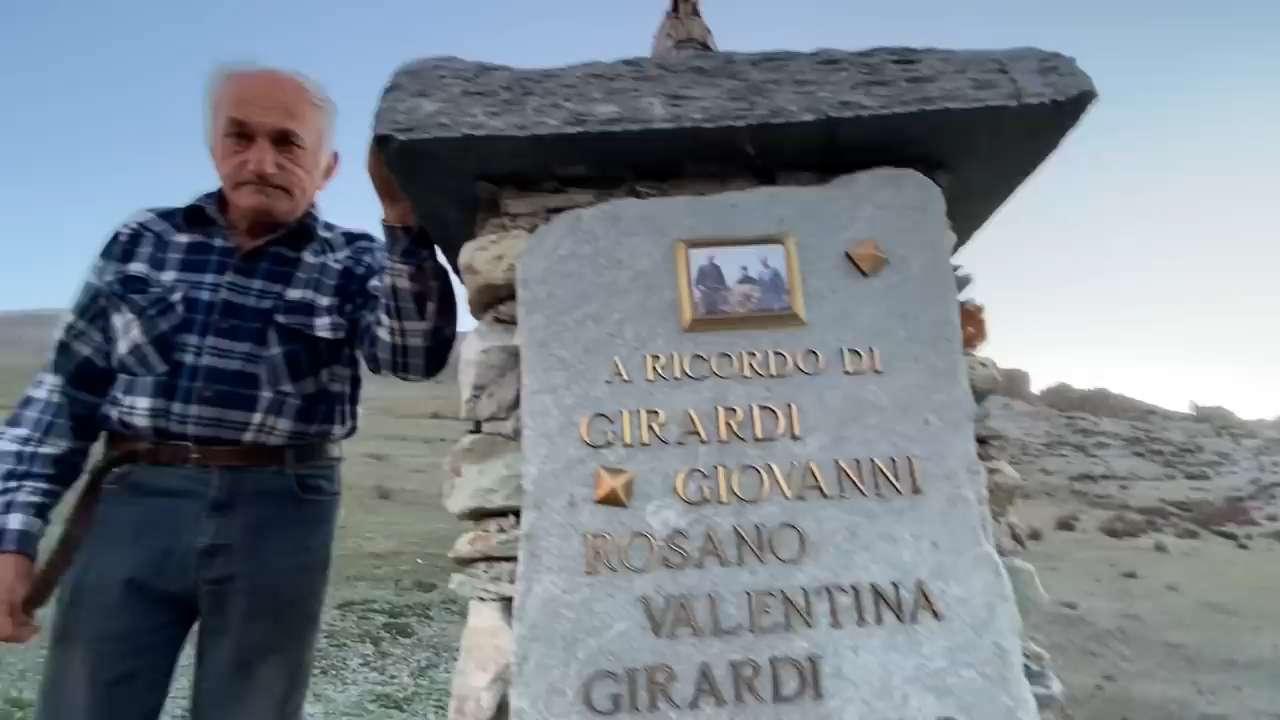 A RICORDO DI
GIRARDI
GIOVANNI
ROSANO
VALENTINA
GIRARDI